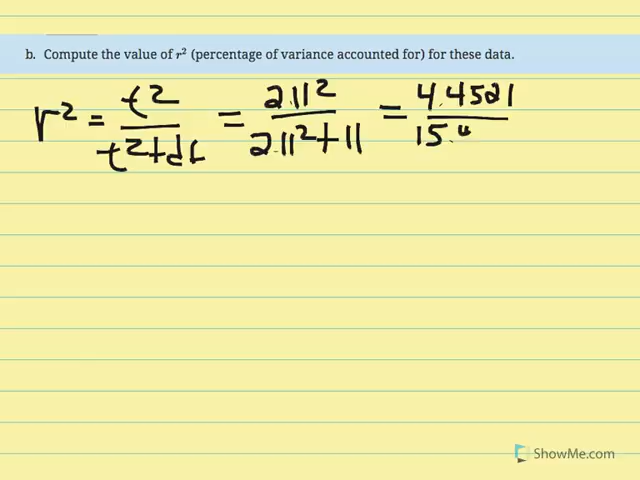 b. Compute the value of r² (percentage of variance accounted for) for these data.
r² = t² / t²+df = 2.11² / 2.11²+11 = 4.4521 / 15.4
ShowMe.com